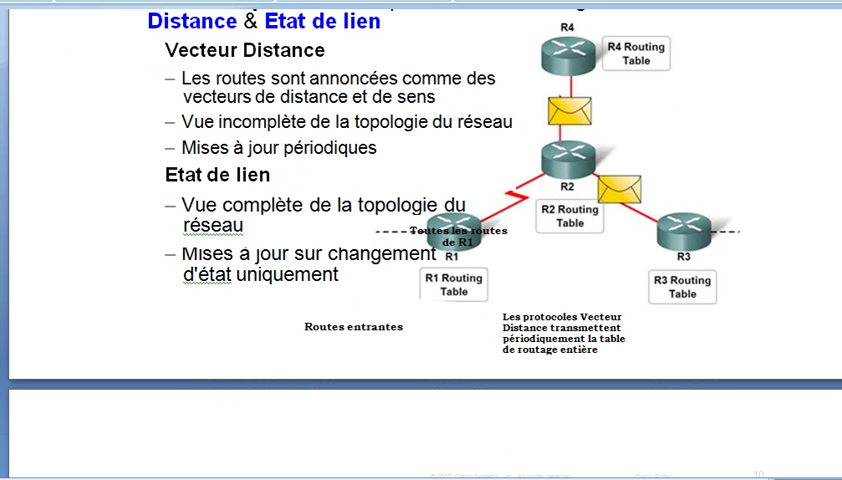 Distance & Etat de lien
Vecteur Distance
– Les routes sont annoncées comme des
vecteurs de distance et de sens
– Vue incomplète de la topologie du réseau
– Mises à jour périodiques
Etat de lien
– Vue complète de la topologie du
réseau
– Mises à jour sur changement
d'état uniquement
R4
R4 Routing
Table
R2
R2 Routing
Table
Toutes les routes
de R1
R1
R1 Routing
Table
R3
R3 Routing
Table
Routes entrantes
Les protocoles Vecteur
Distance transmettent
périodiquement la table
de routage entière
10